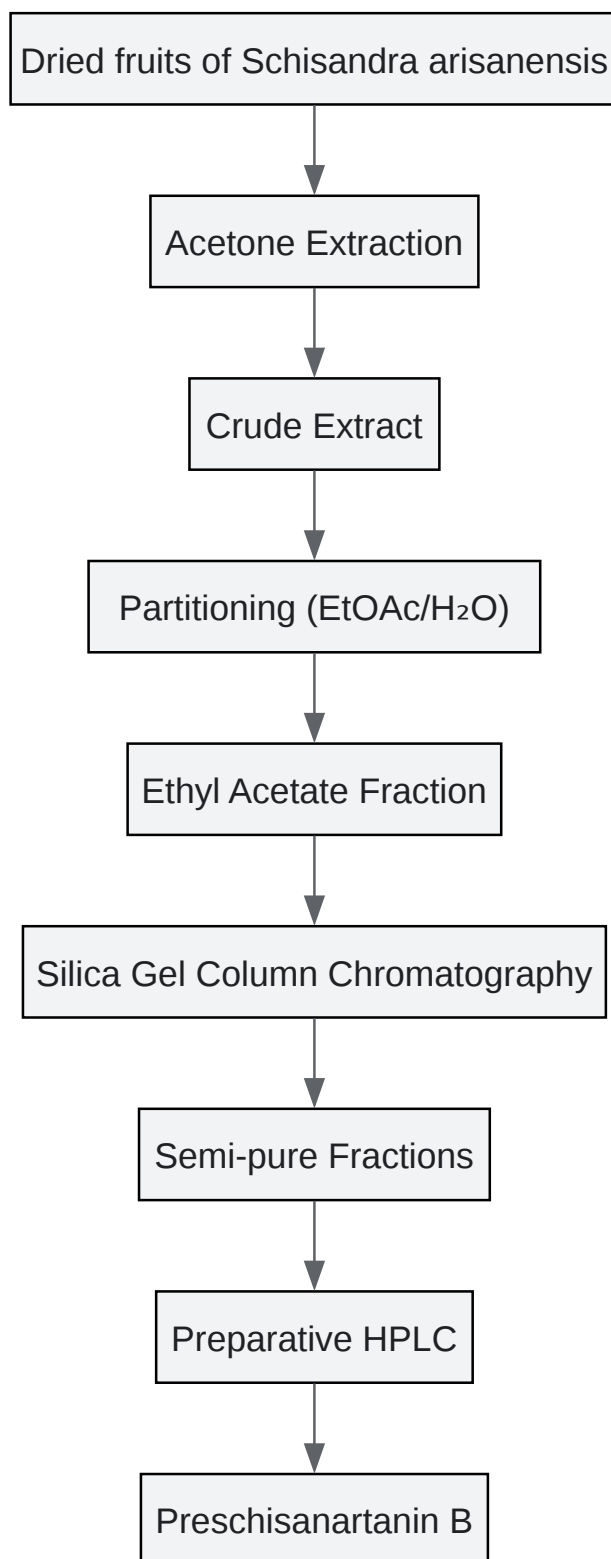 Dried fruits of Schisandra arisanensis
Acetone Extraction
Crude Extract
Partitioning (EtOAc/H₂O)
Ethyl Acetate Fraction
Silica Gel Column Chromatography
Semi-pure Fractions
Preparative HPLC
Preschisanartanin B